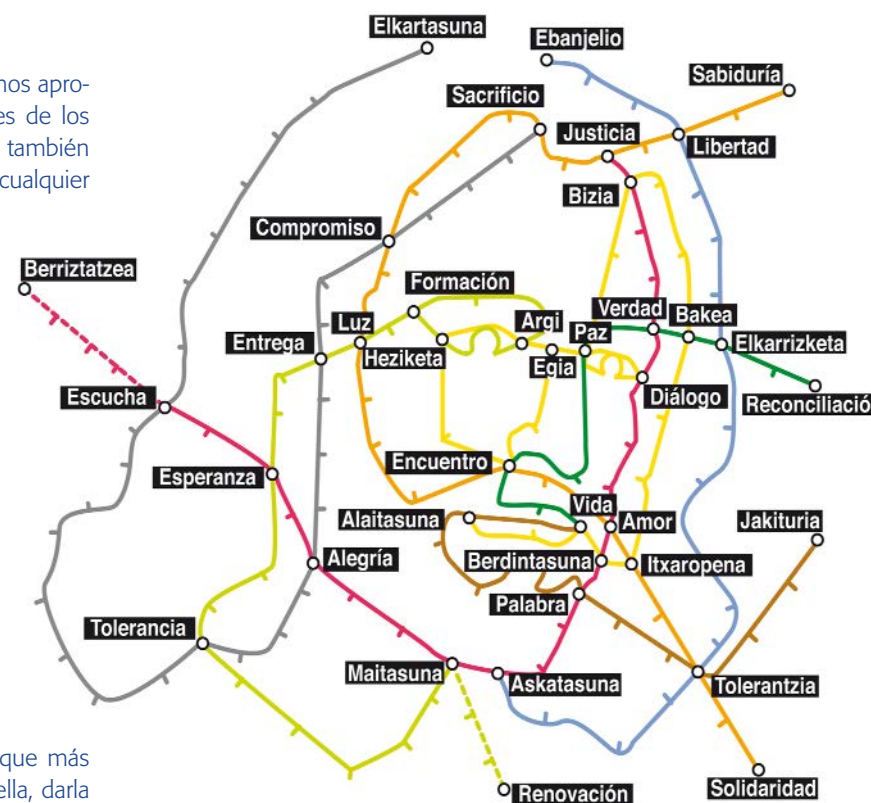 nos apro-
es de los
también
cualquier
Elkartasuna
Ebanjelio
Sabiduría
Sacrificio
Justicia
Libertad
Bizia
Compromiso
Berriztatzea
Formación
Verdad
Bakea
Luz
Argi
Paz
Entrega
Heziketa
Egia
Elkarrizketa
Escucha
Diálogo
Reconciliació
Esperanza
Encuentro
Vida
Alaitasuna
Amor
Jakituria
Alegría
Berdintasuna
Itxaropena
Palabra
Tolerancia
Maitasuna
Askatasuna
Tolerantzia
que más
ella, darla
Renovación
Solidaridad